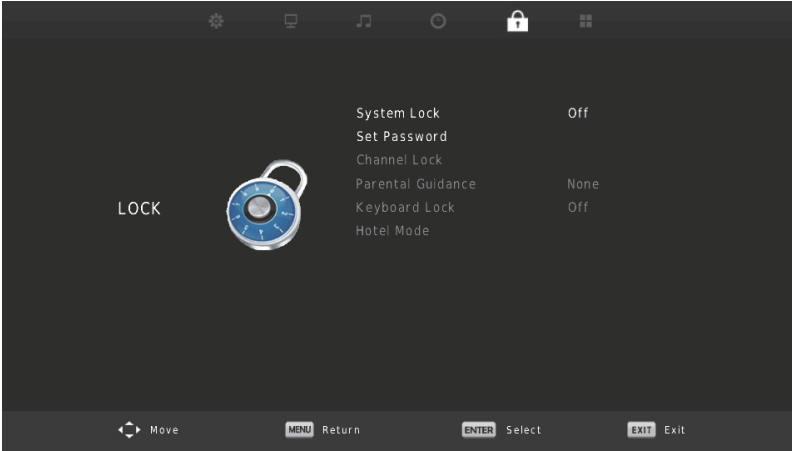 System Lock Off
Set Password
Channel Lock
Parental Guidance None
LOCK
Keyboard Lock Off
Hotel Mode
Move MENU Return ENTER Select EXIT Exit